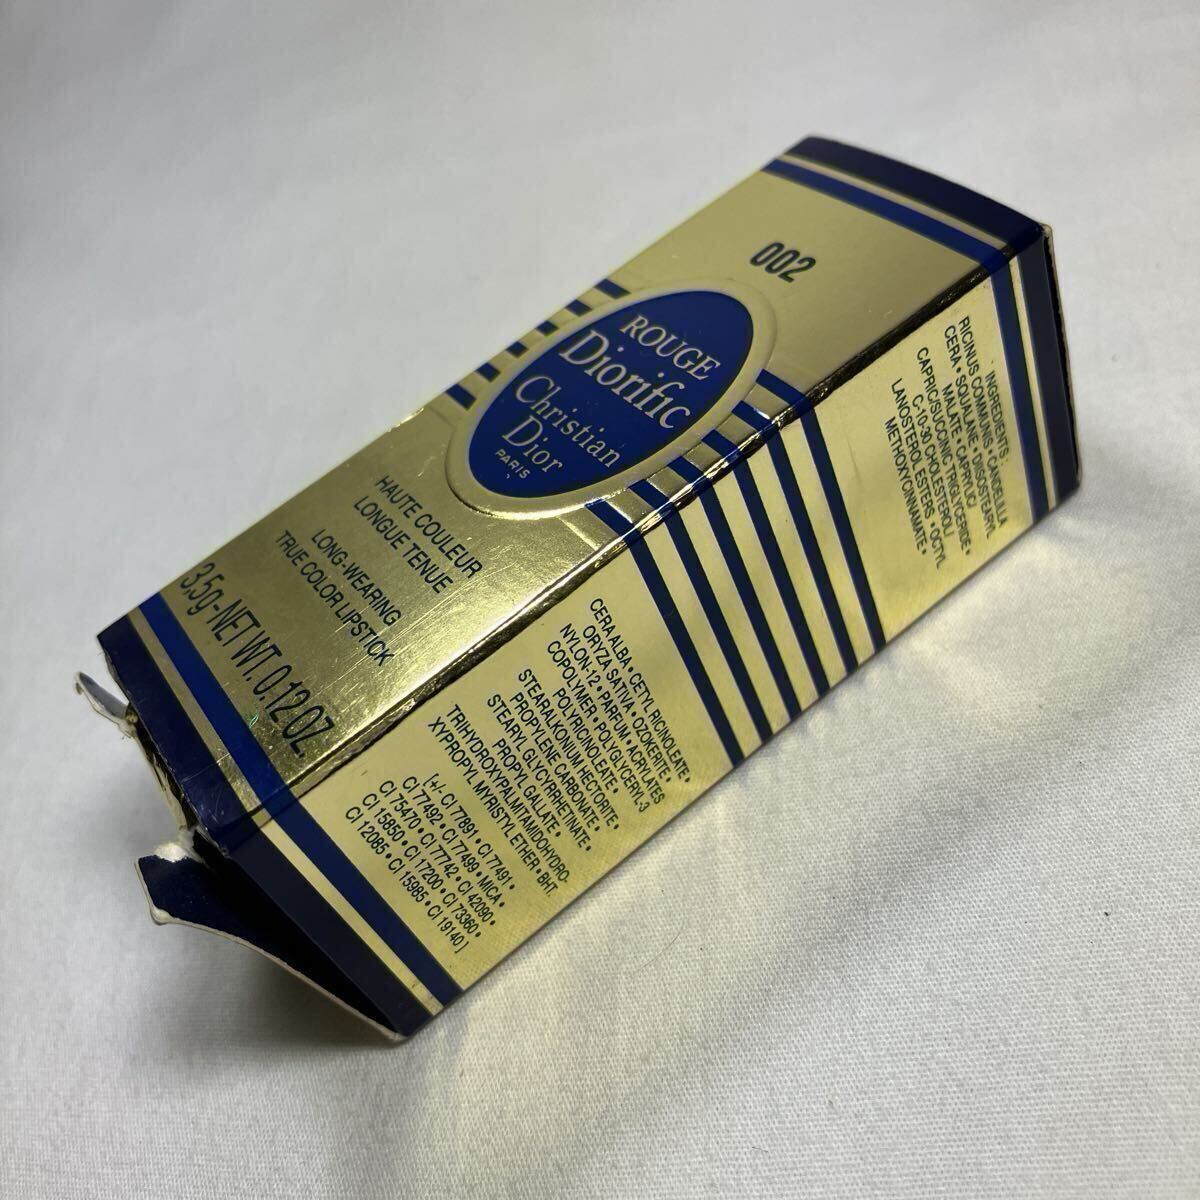 002
ROUGE
Diorific
Christian
Dior
PARIS
HAUTE COULEUR
LONGUE TENUE
LONG-WEARING
TRUE COLOR LIPSTICK
3.5g-NET WT. 0.12 OZ
INGREDIENTS:
RICINUS COMMUNIS • CANDELILLA
CERA • SQUALANE • DIISOSTEARYL
MALATE • CAPRYLIC/
CAPRIC/SUCCINIC TRIGLYCERIDE •
C-10-30 CHOLESTEROL/
LANOSTEROL ESTERS • OCTYL
METHOXYCINNAMATE •
CERA ALBA • CETYL RICINOLEATE •
ORYZA SATIVA • OZOKERITE •
NYLON-12 • PARFUM • ACRYLATES
COPOLYMER • POLYGLYCERYL-3
POLYRICINOLEATE •
STEARALKONIUM HECTORITE •
PROPYLENE CARBONATE •
STEARYL GLYCYRRHETINATE •
PROPYL GALLATE •
TRIHYDROXYPALMITAMIDOHYDRO-
XYPROPYL MYRISTYL ETHER • BHT.
[+/- CI 77891 • CI 77491 •
CI 77492 • CI 77499 • MICA •
CI 75470 • CI 77742 • CI 42090 •
CI 15850 • CI 17200 • CI 73360 •
CI 12085 • CI 15985 • CI 19140]